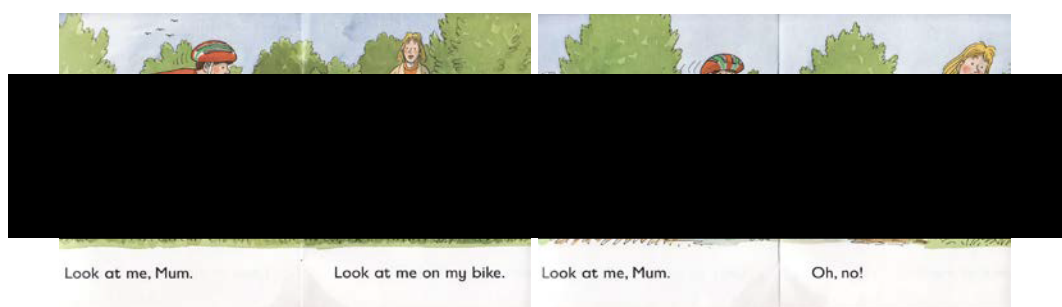 Look at me, Mum.
Look at me on my bike.
Look at me, Mum.
Oh, no!